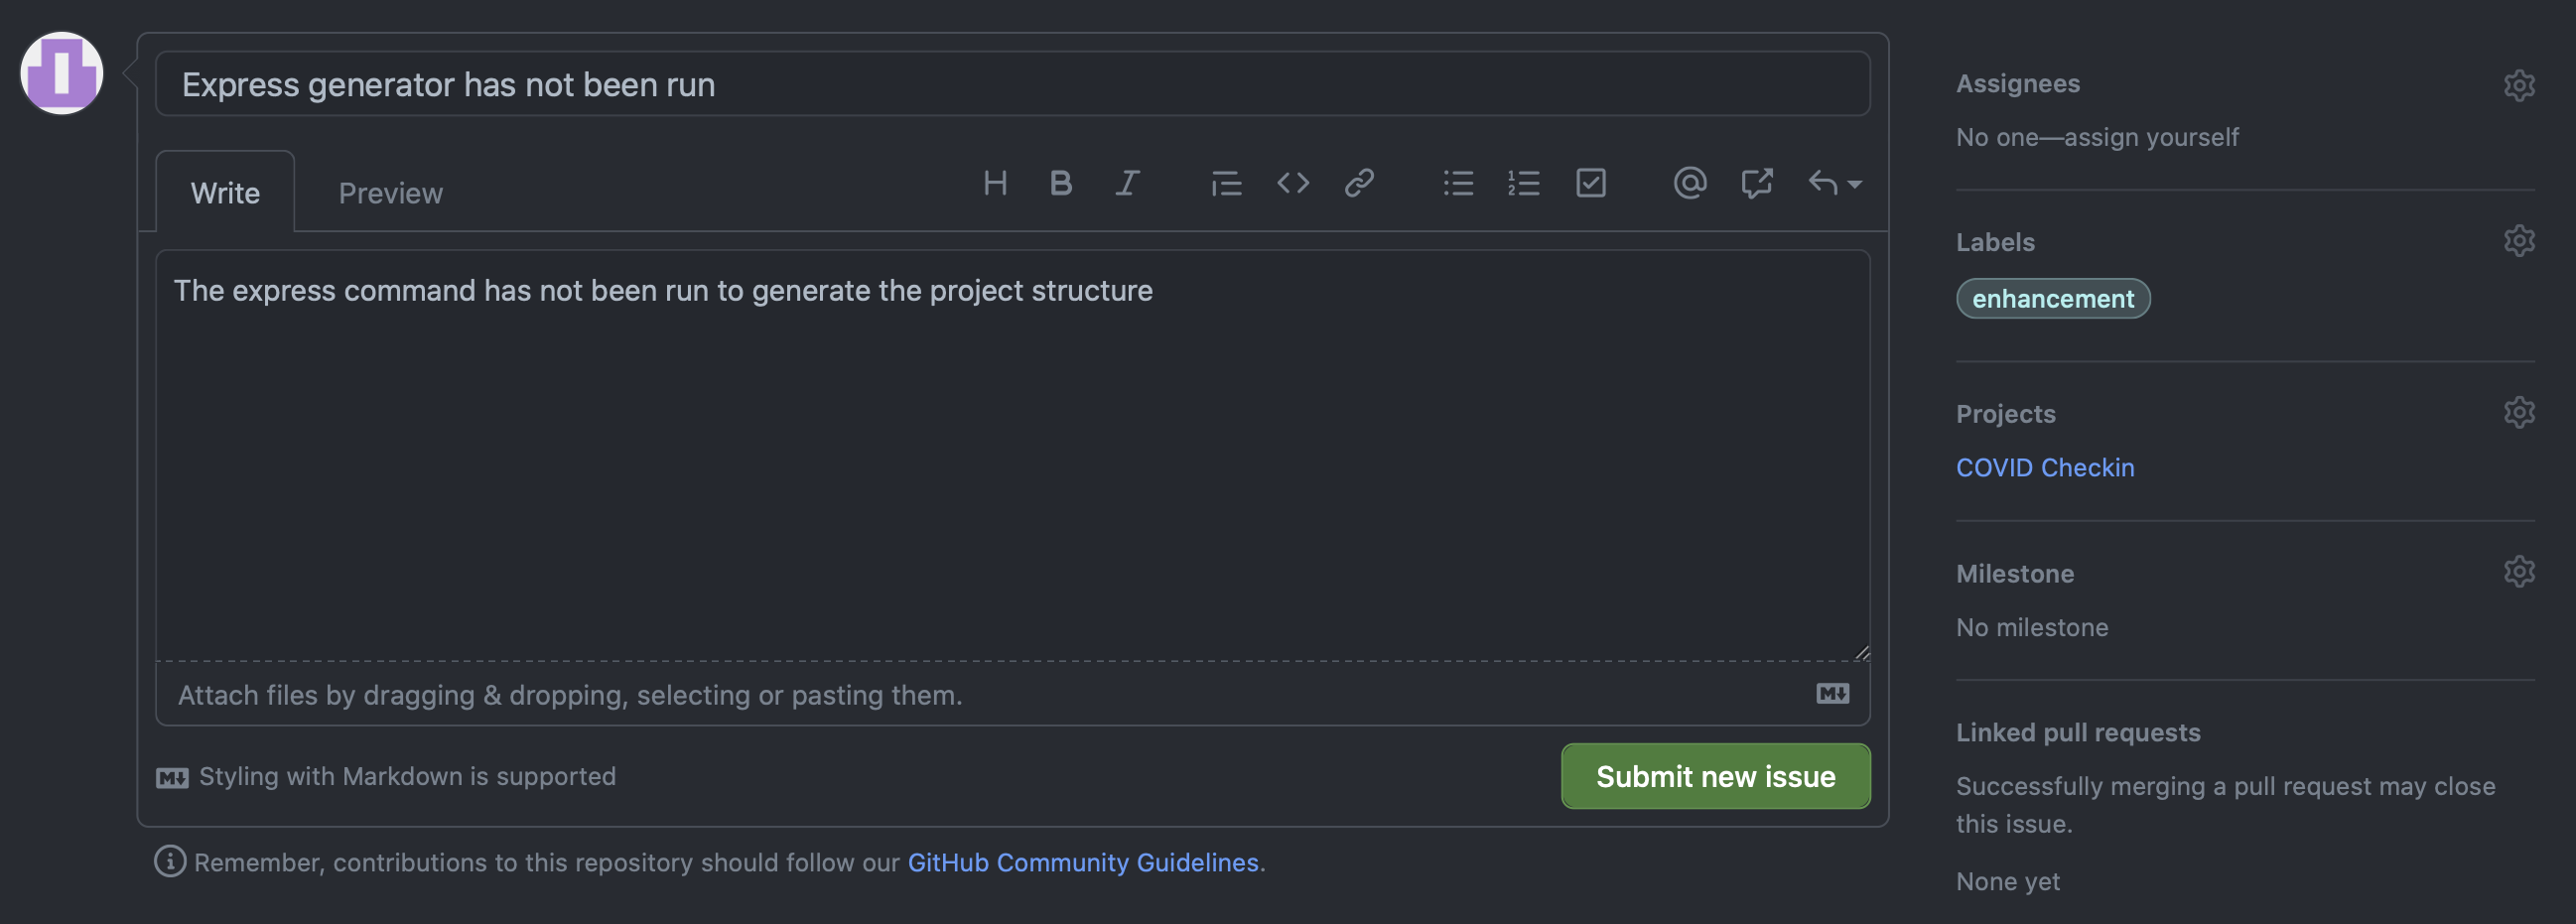 Express generator has not been run
Write
Preview
The express command has not been run to generate the project structure
Attach files by dragging & dropping, selecting or pasting them.
Styling with Markdown is supported
Submit new issue
Remember, contributions to this repository should follow our GitHub Community Guidelines.
Assignees
No one—assign yourself
Labels
enhancement
Projects
COVID Checkin
Milestone
No milestone
Linked pull requests
Successfully merging a pull request may close
this issue.
None yet